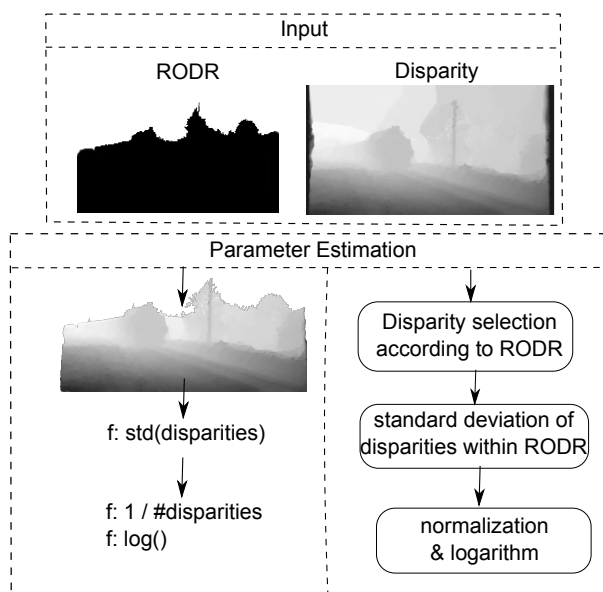 Input
RODR
Disparity
Parameter Estimation
f: std(disparities)
f: 1 / #disparities
f: log()
Disparity selection
according to RODR
standard deviation of
disparities within RODR
normalization
& logarithm